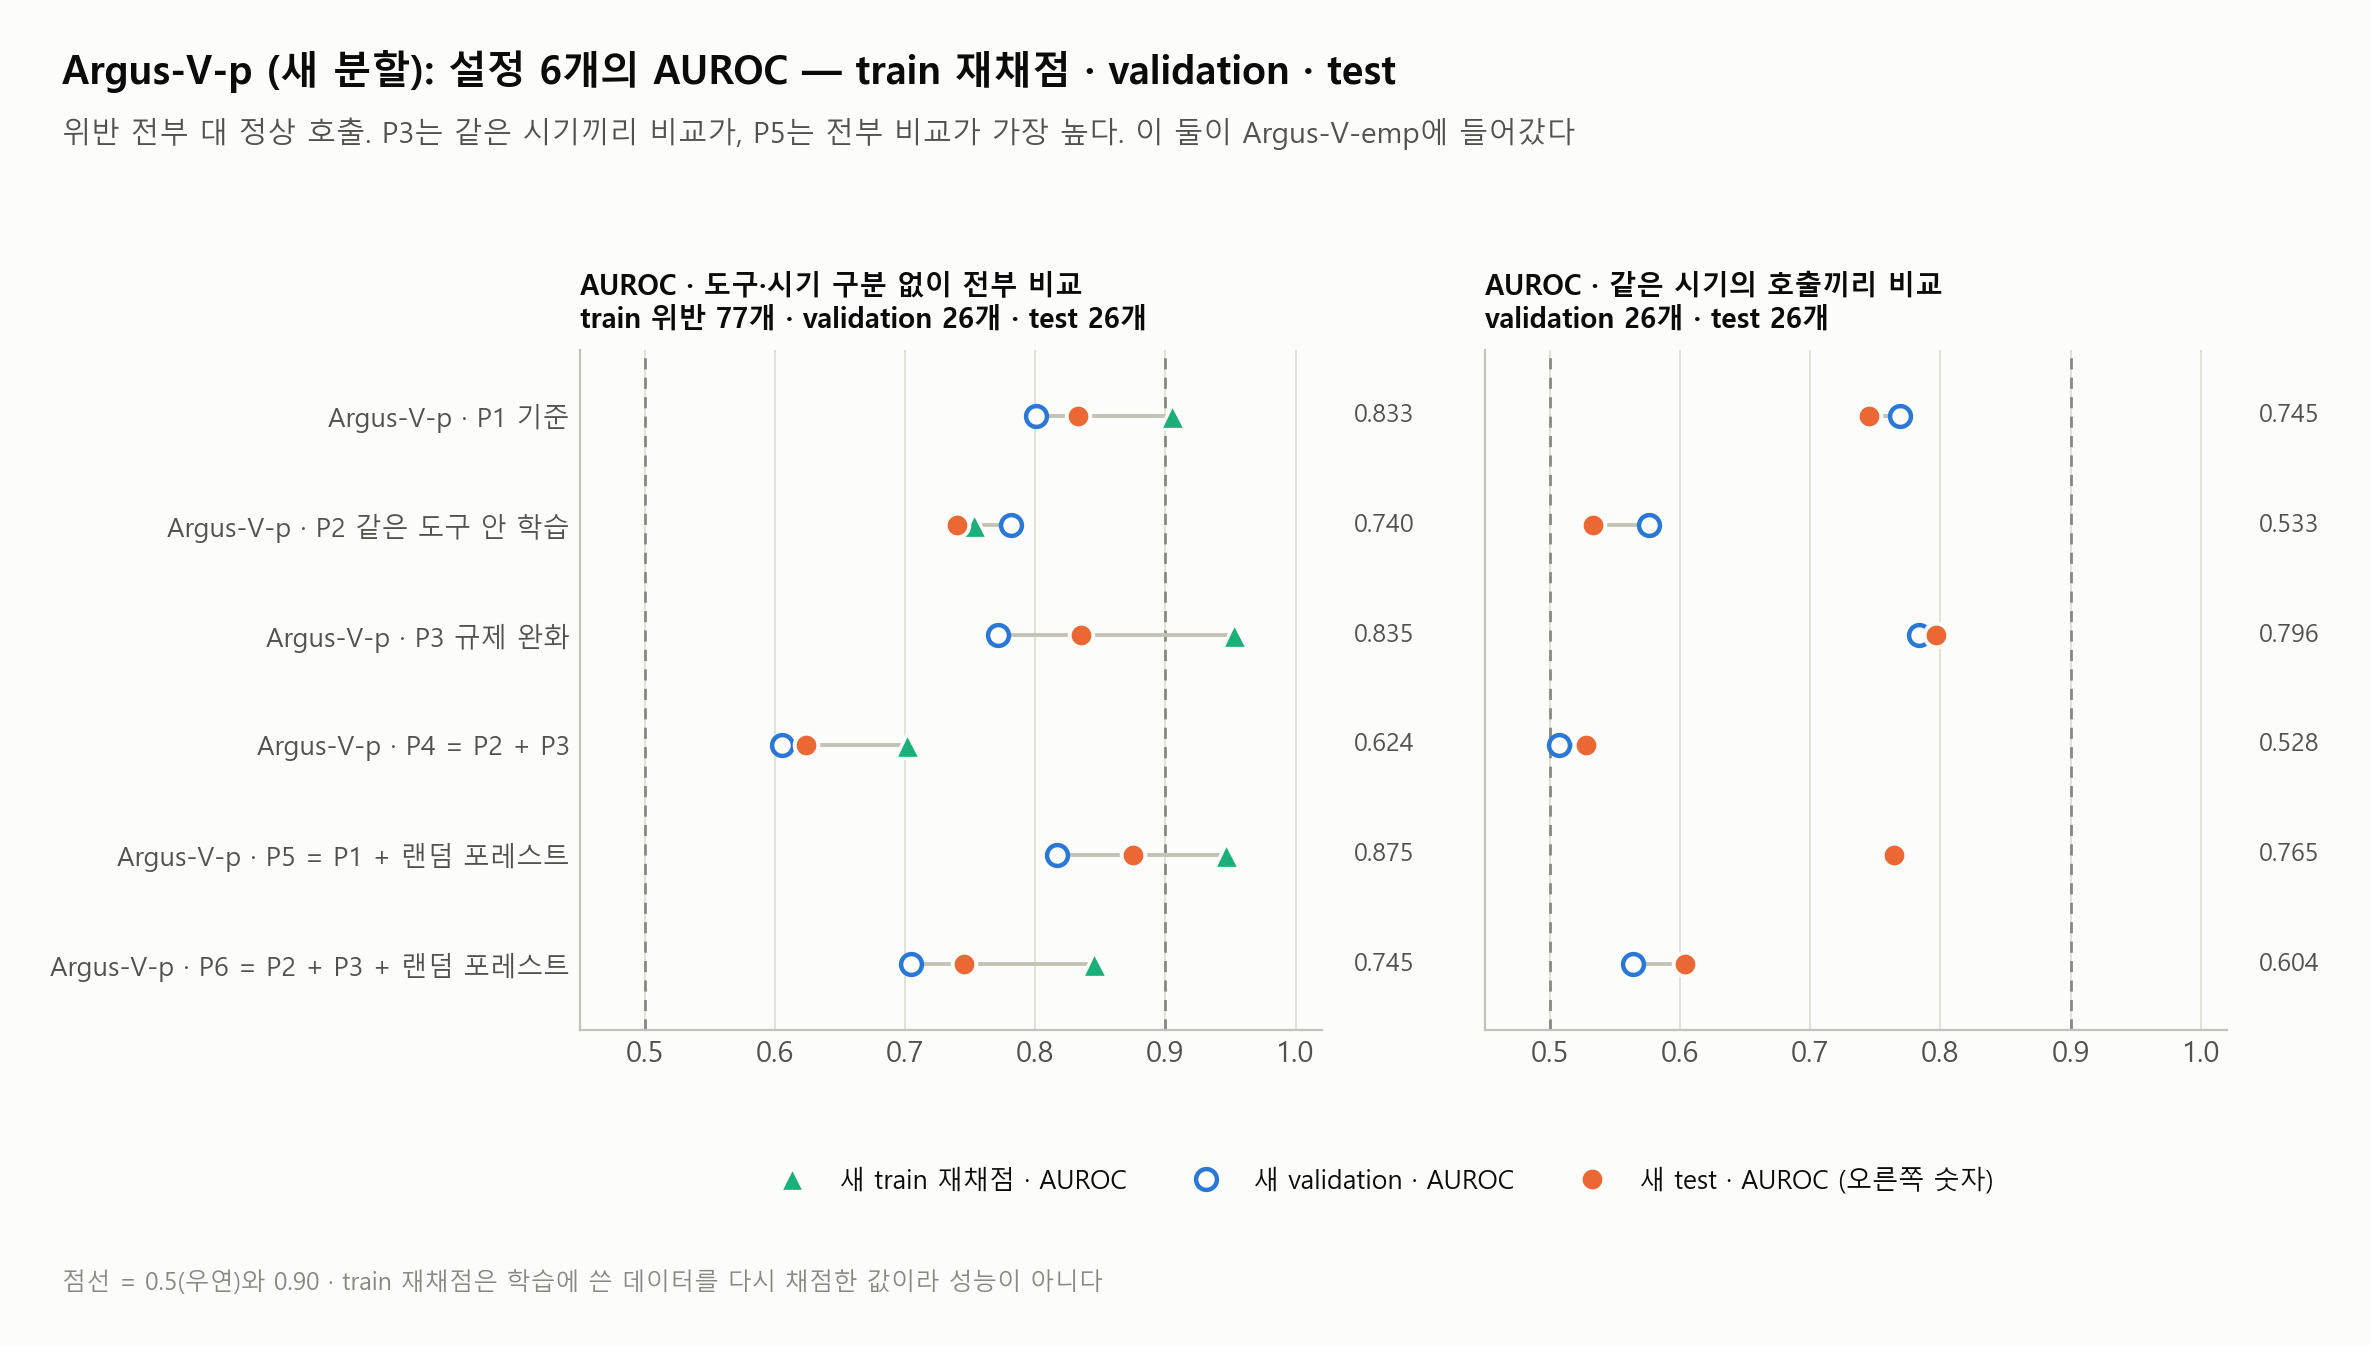 Argus-V-p (새 분할): 설정 6개의 AUROC — train 재채점 · validation · test
위반 전부 대 정상 호출. P3는 같은 시기끼리 비교가, P5는 전부 비교가 가장 높다. 이 둘이 Argus-V-emp에 들어갔다
AUROC · 도구·시기 구분 없이 전부 비교
train 위반 77개 · validation 26개 · test 26개
AUROC · 같은 시기의 호출끼리 비교
validation 26개 · test 26개
Argus-V-p · P1 기준
0.833
0.745
Argus-V-p · P2 같은 도구 안 학습
0.740
0.533
Argus-V-p · P3 규제 완화
0.835
0.796
Argus-V-p · P4 = P2 + P3
0.624
0.528
Argus-V-p · P5 = P1 + 랜덤 포레스트
0.875
0.765
Argus-V-p · P6 = P2 + P3 + 랜덤 포레스트
0.745
0.604
0.5 0.6 0.7 0.8 0.9 1.0
0.5 0.6 0.7 0.8 0.9 1.0
새 train 재채점 · AUROC
새 validation · AUROC
새 test · AUROC (오른쪽 숫자)
점선 = 0.5(우연)와 0.90 · train 재채점은 학습에 쓴 데이터를 다시 채점한 값이라 성능이 아니다